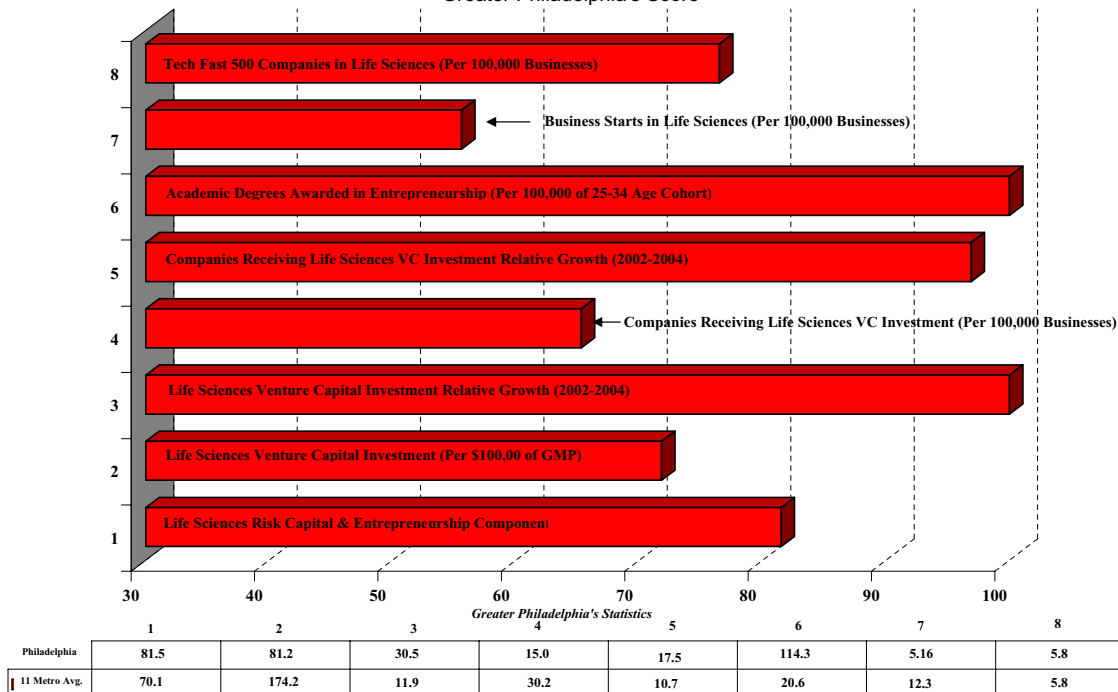 8
Tech Fast 500 Companies in Life Sciences (Per 100,000 Businesses)
7
Business Starts in Life Sciences (Per 100,000 Businesses)
6
Academic Degrees Awarded in Entrepreneurship (Per 100,000 of 25-34 Age Cohort)
5
Companies Receiving Life Sciences VC Investment Relative Growth (2002-2004)
4
Companies Receiving Life Sciences VC Investment (Per 100,000 Businesses)
3
Life Sciences Venture Capital Investment Relative Growth (2002-2004)
2
Life Sciences Venture Capital Investment (Per $100,00 of GMP)
1
Life Sciences Risk Capital & Entrepreneurship Component
30 40 50 60 70 80 90 100
Greater Philadelphia's Statistics
1 2 3 4 5 6 7 8
Philadelphia 81.5 81.2 30.5 15.0 17.5 114.3 5.16 5.8
11 Metro Avg. 70.1 174.2 11.9 30.2 10.7 20.6 12.3 5.8